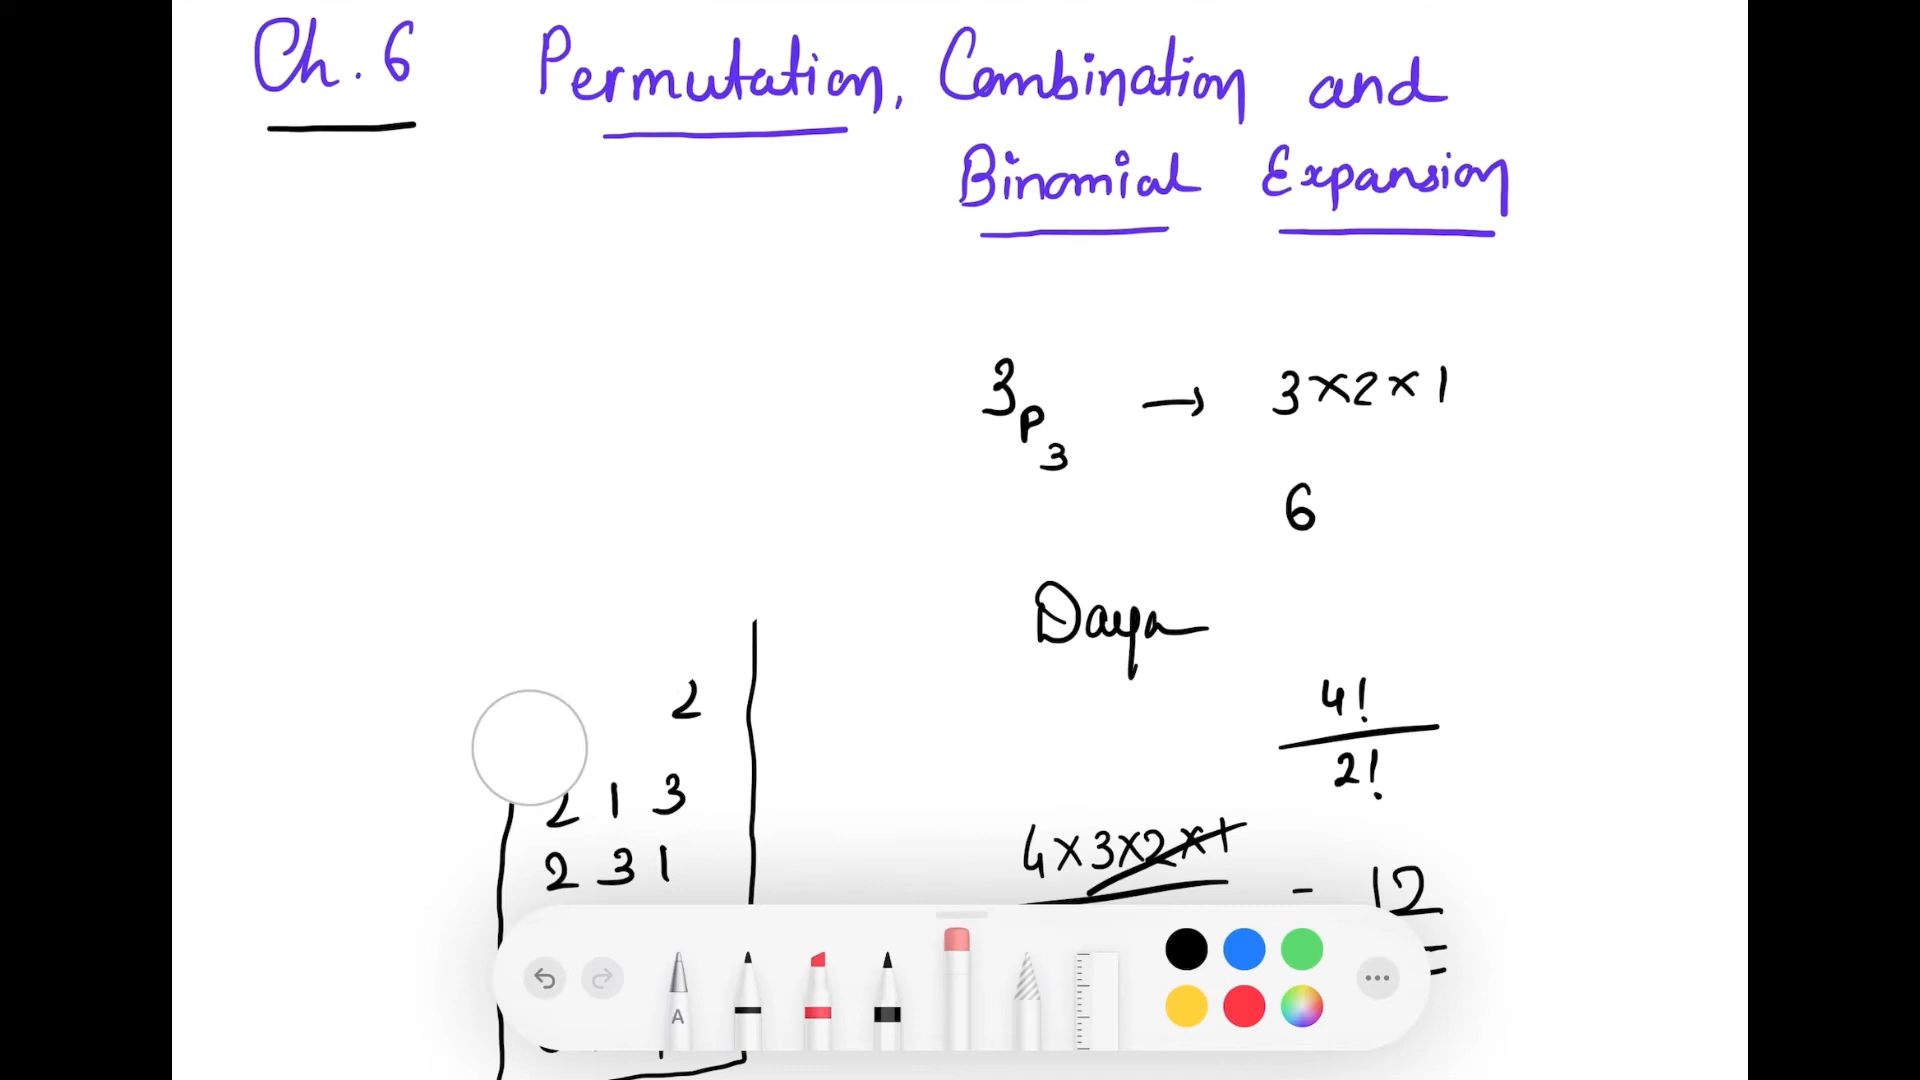 Ch. 6 Permutation, Combination and
Binomial Expansion
3P3 → 3×2×1
6
Daya
4!
2!
2
2 1 3
2 3 1
4×3×2×1 - 12
A